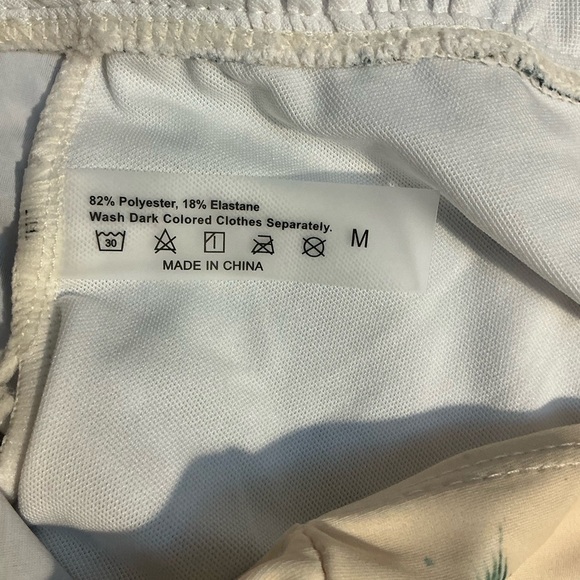 82% Polyester, 18% Elastane
Wash Dark Colored Clothes Separately.
30 M
MADE IN CHINA